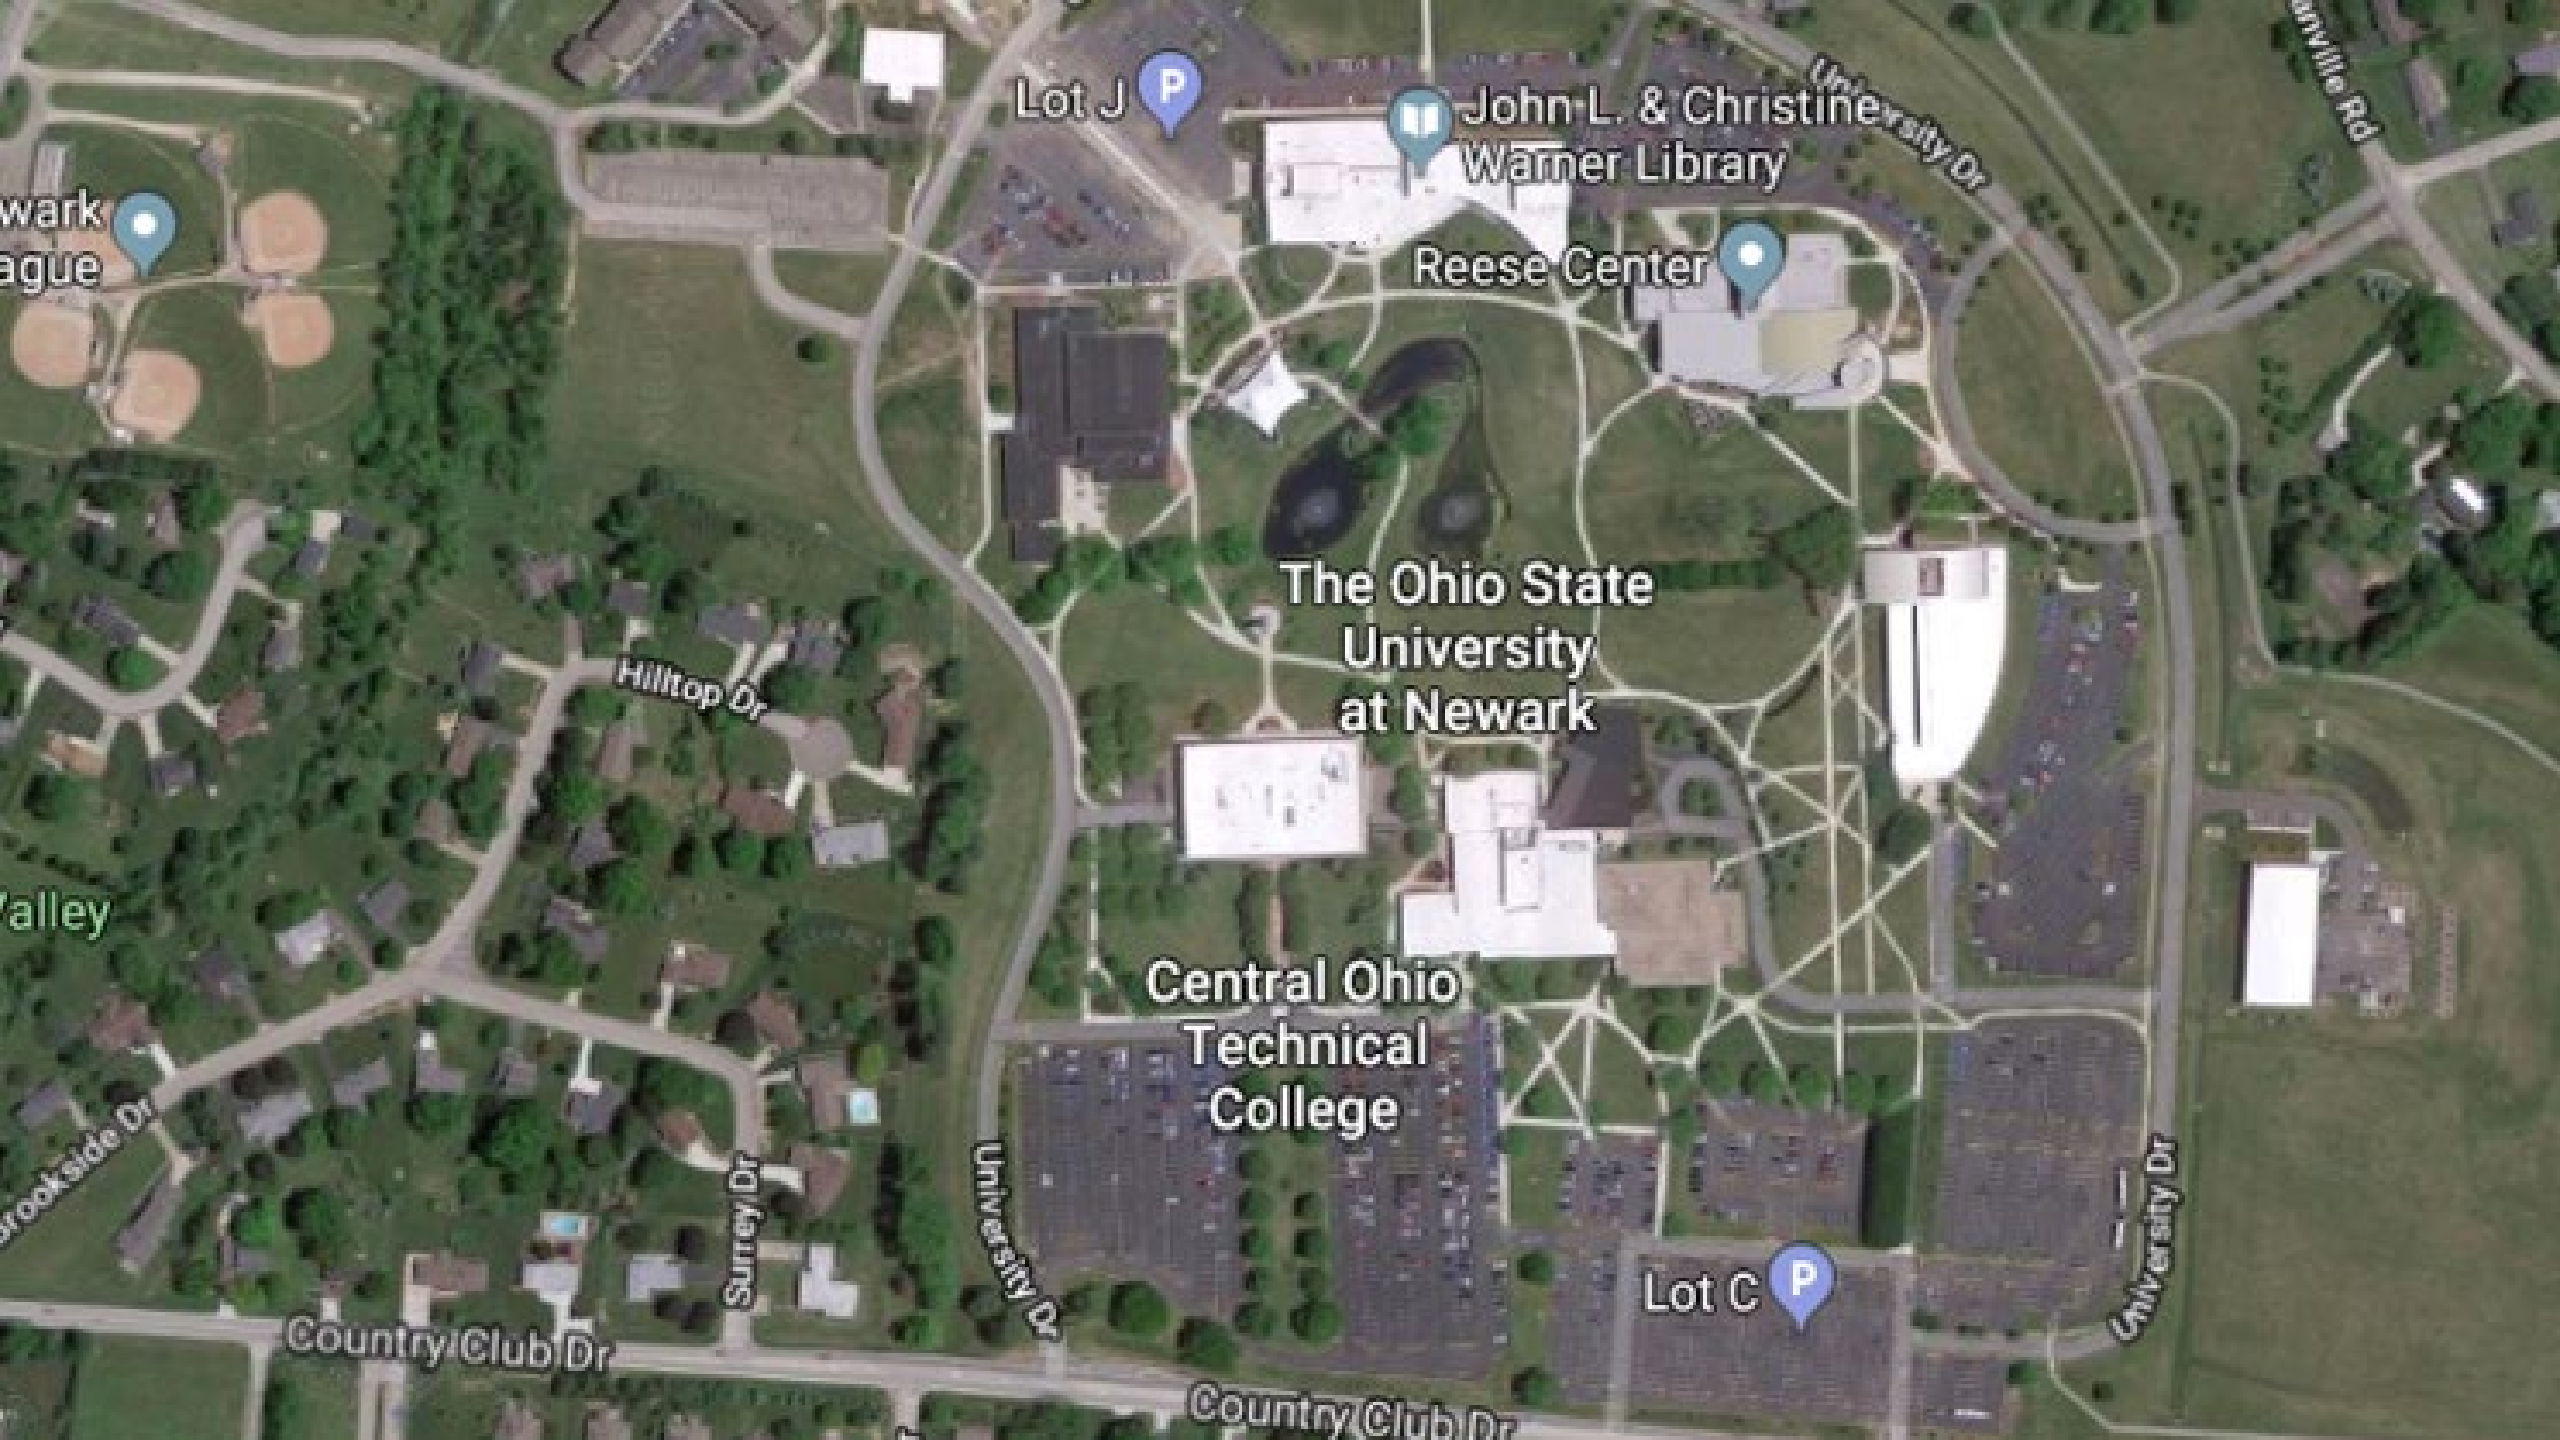 Lot J
P
John L. & Christine
Warner Library
University Dr
anville Rd
wark
ague
Reese Center
The Ohio State
University
at Newark
Hilltop Dr
Valley
Central Ohio
Technical
College
Brookside Dr
Surrey Dr
University Dr
University Dr
Lot C
P
Country Club Dr
Country Club Dr